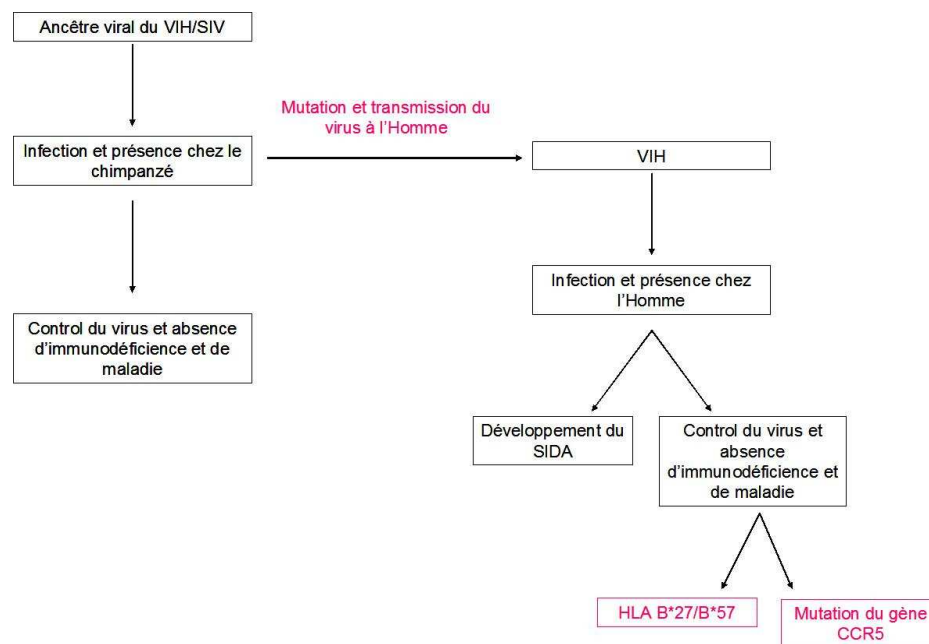 Ancêtre viral du VIH/SIV
Mutation et transmission du
virus à l'Homme
Infection et présence chez le
chimpanzé
VIH
Infection et présence chez
l'Homme
Control du virus et absence
d'immunodéficience et de
maladie
Développement du
SIDA
Control du virus et
absence
d'immunodéficience et
de maladie
HLA B*27/B*57
Mutation du gène
CCR5